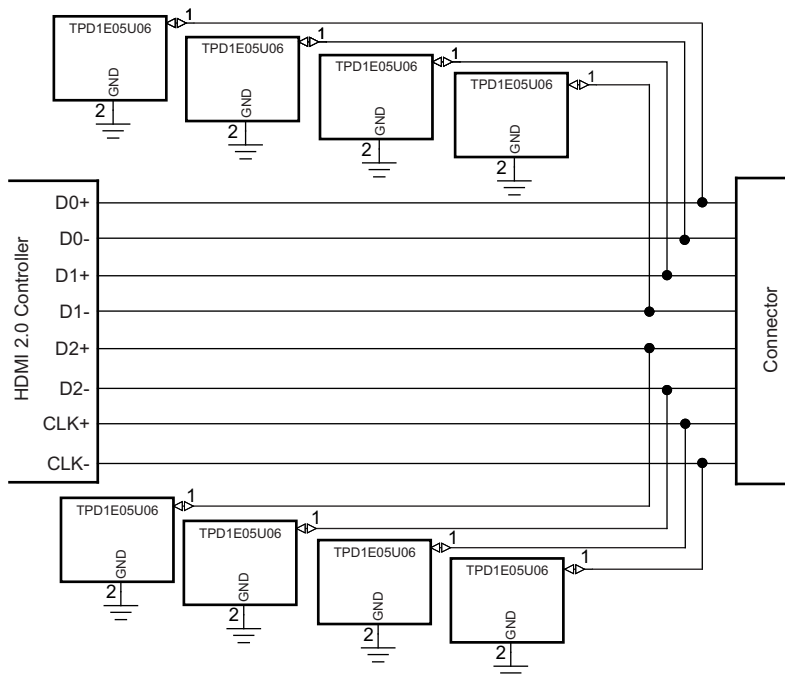 TPD1E05U06
1
GND
2
TPD1E05U06
1
GND
2
TPD1E05U06
1
GND
2
TPD1E05U06
1
GND
2
HDMI 2.0 Controller
D0+
D0-
D1+
D1-
D2+
D2-
CLK+
CLK-
Connector
TPD1E05U06
1
GND
2
TPD1E05U06
1
GND
2
TPD1E05U06
1
GND
2
TPD1E05U06
1
GND
2